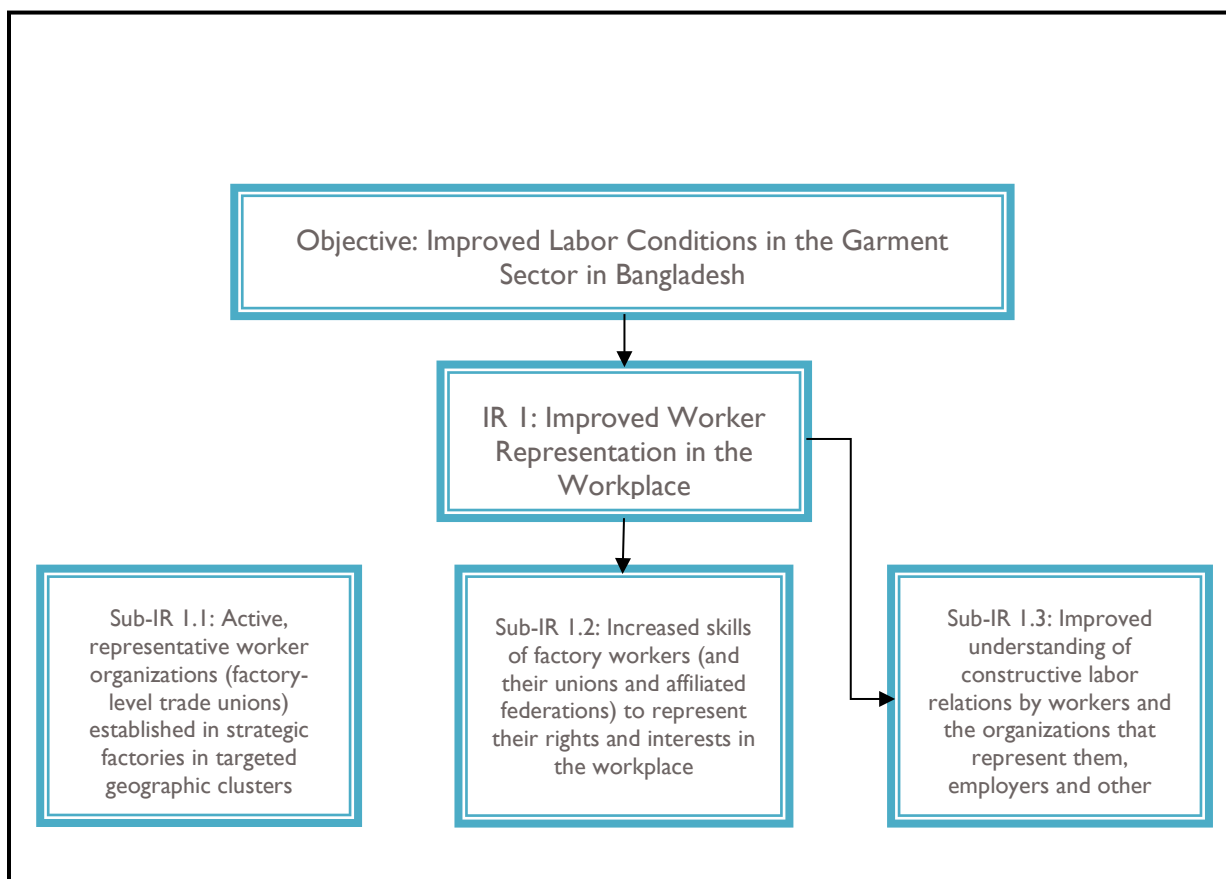 Objective: Improved Labor Conditions in the Garment
Sector in Bangladesh
IR 1: Improved Worker
Representation in the
Workplace
Sub-IR 1.1: Active,
representative worker
organizations (factory-
level trade unions)
established in strategic
factories in targeted
geographic clusters
Sub-IR 1.2: Increased skills
of factory workers (and
their unions and affiliated
federations) to represent
their rights and interests in
the workplace
Sub-IR 1.3: Improved
understanding of
constructive labor
relations by workers and
the organizations that
represent them,
employers and other